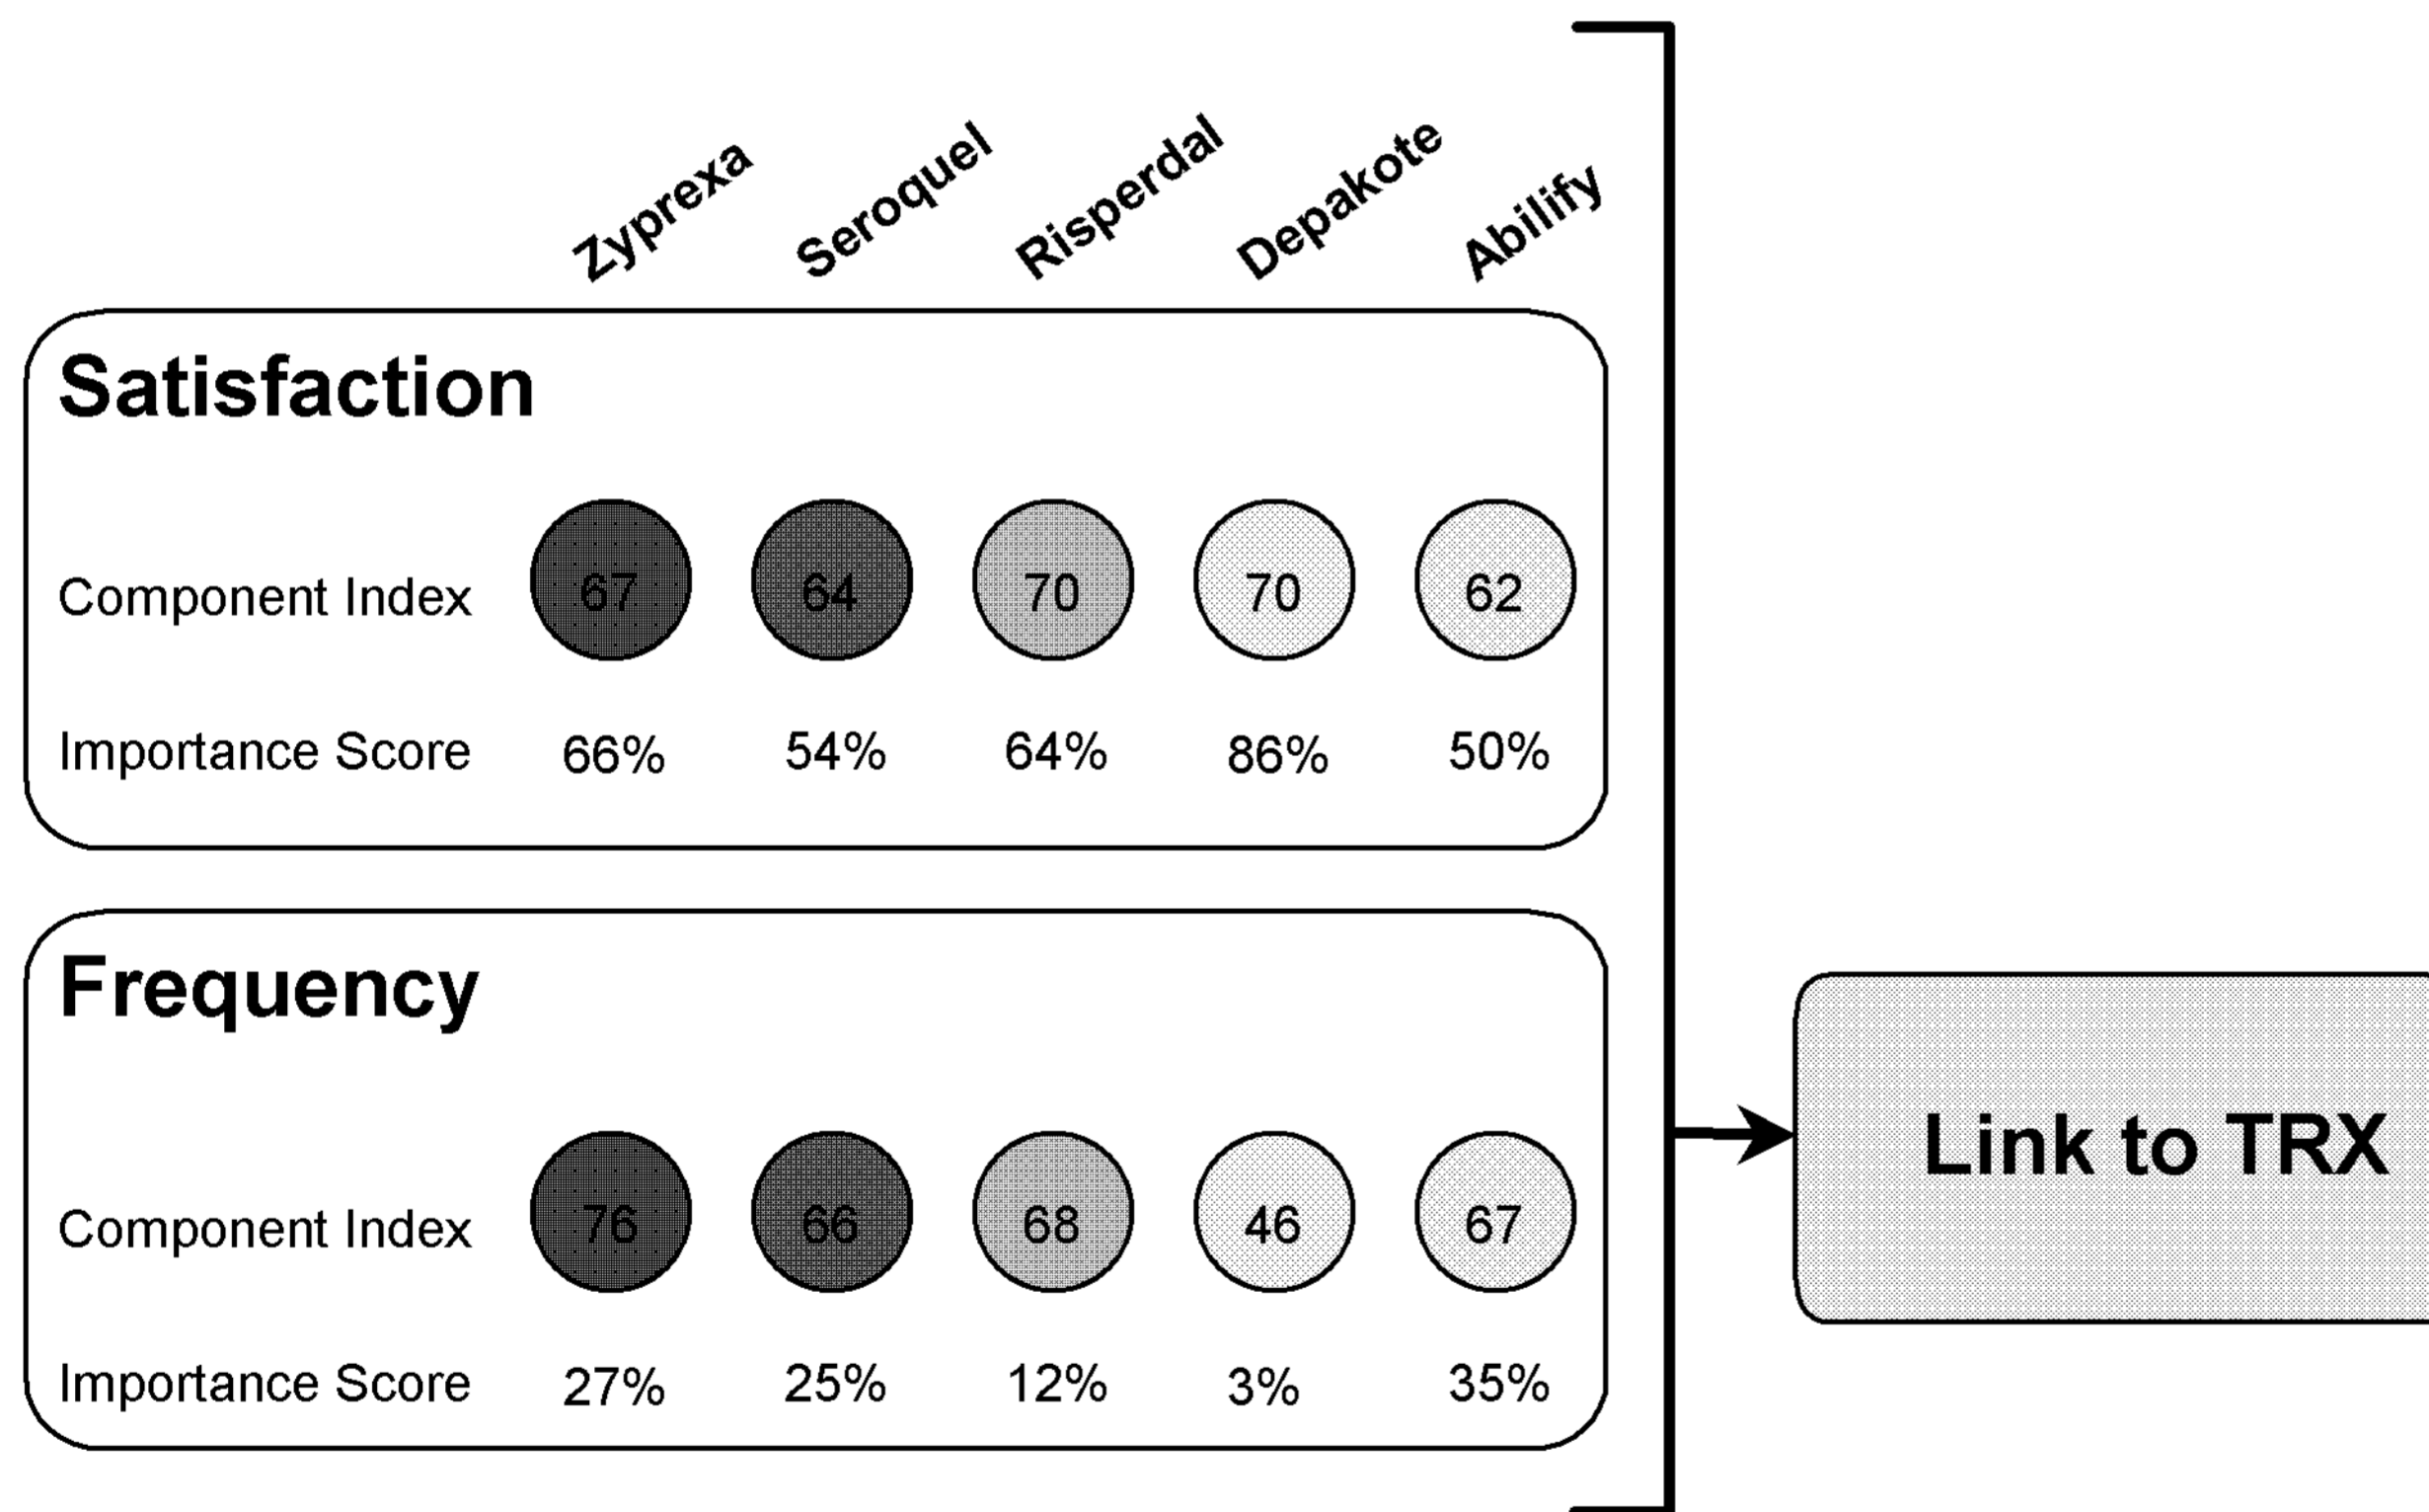 Zyprexa Seroquel Risperdal Depakote Abilify
Satisfaction
Component Index 67 64 70 70 62
Importance Score 66% 54% 64% 86% 50%
Frequency
Component Index 76 66 68 46 67
Importance Score 27% 25% 12% 3% 35%
Link to TRX